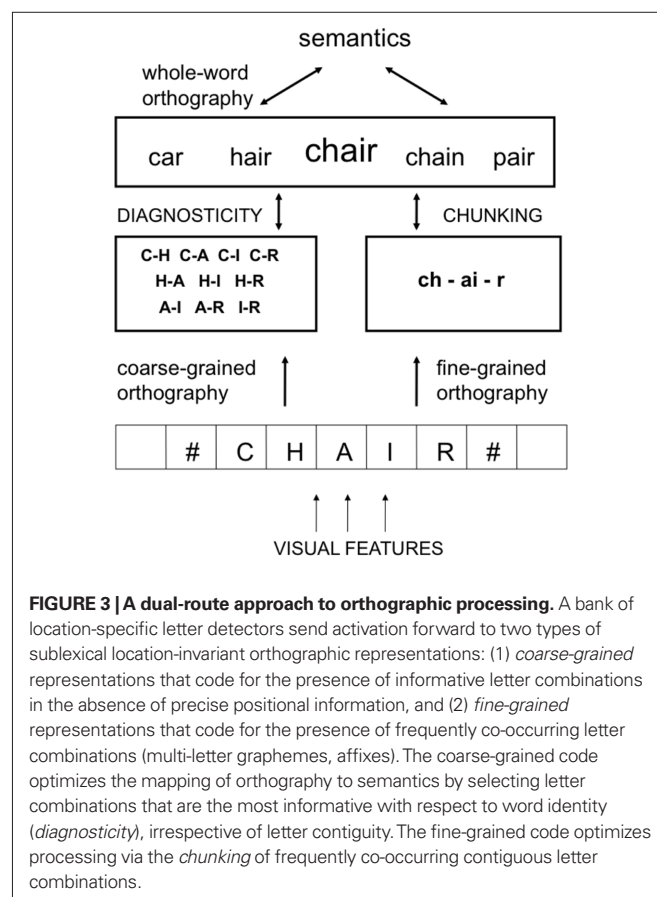 semantics
whole-word
orthography
car hair chair chain pair
DIAGNOSTICITY CHUNKING
C-H C-A C-I C-R
H-A H-I H-R
A-I A-R I-R
ch - ai - r
coarse-grained
orthography
fine-grained
orthography
# C H A I R #
VISUAL FEATURES
FIGURE 3 | A dual-route approach to orthographic processing. A bank of
location-specific letter detectors send activation forward to two types of
sublexical location-invariant orthographic representations: (1) coarse-grained
representations that code for the presence of informative letter combinations
in the absence of precise positional information, and (2) fine-grained
representations that code for the presence of frequently co-occurring letter
combinations (multi-letter graphemes, affixes). The coarse-grained code
optimizes the mapping of orthography to semantics by selecting letter
combinations that are the most informative with respect to word identity
(diagnosticity), irrespective of letter contiguity. The fine-grained code optimizes
processing via the chunking of frequently co-occurring contiguous letter
combinations.